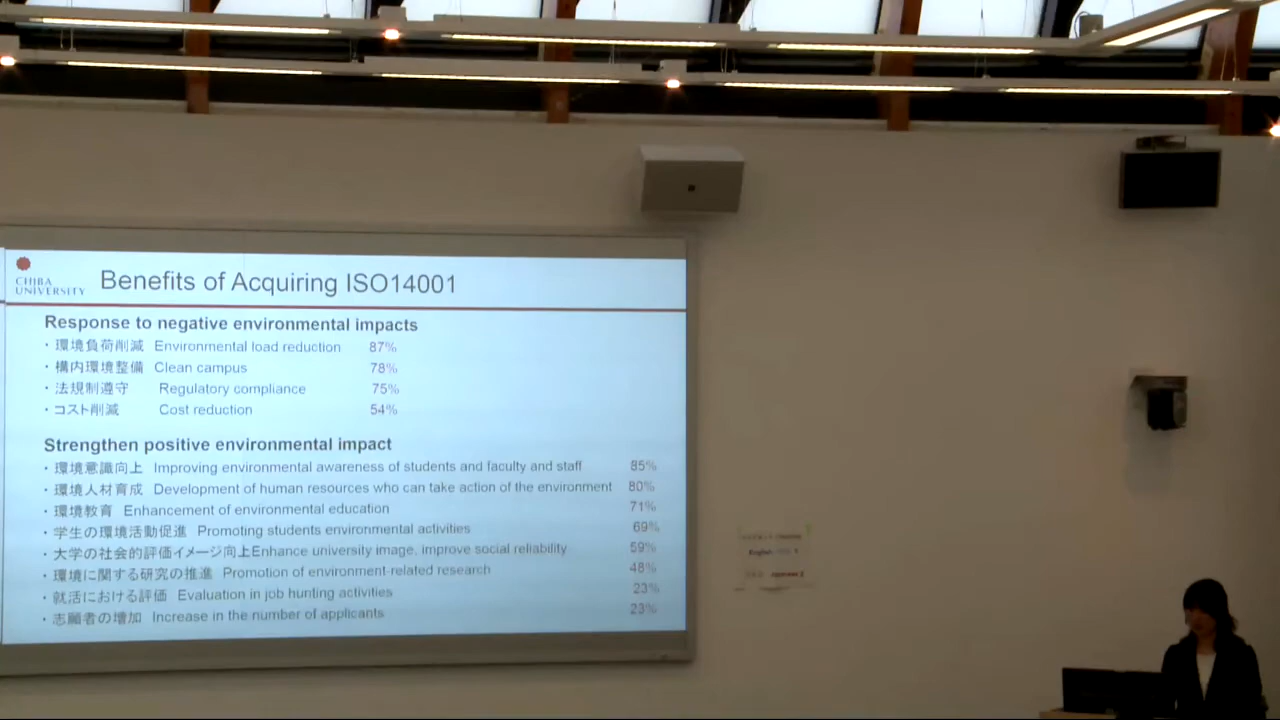 CHIBA
UNIVERSITY
Benefits of Acquiring ISO14001
Response to negative environmental impacts
・環境負荷削減 Environmental load reduction 87%
・構内環境整備 Clean campus 78%
・法規制遵守 Regulatory compliance 75%
・コスト削減 Cost reduction 54%
Strengthen positive environmental impact
・環境意識向上 Improving environmental awareness of students and faculty and staff 85%
・環境人材育成 Development of human resources who can take action of the environment 80%
・環境教育 Enhancement of environmental education 71%
・学生の環境活動促進 Promoting students environmental activities 69%
・大学の社会的評価イメージ向上Enhance university image, improve social reliability 59%
・環境に関する研究の推進 Promotion of environment-related research 48%
・就活における評価 Evaluation in job hunting activities 23%
・志願者の増加 Increase in the number of applicants 23%
English